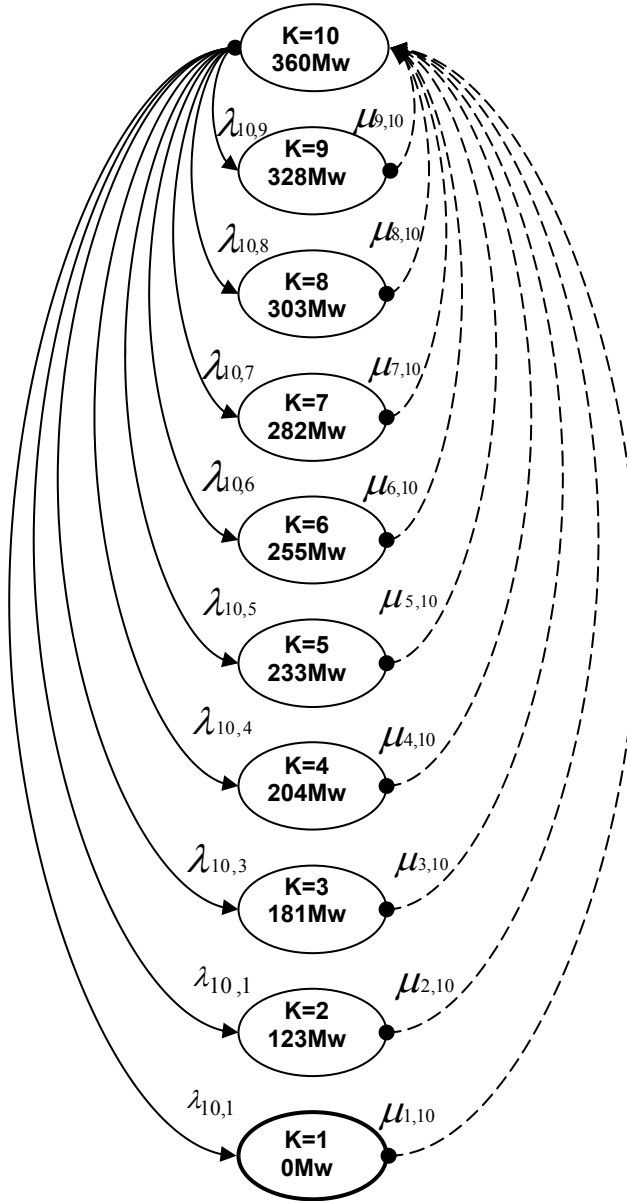 K=10
360Mw
λ10,9
μ9,10
K=9
328Mw
λ10,8
μ8,10
K=8
303Mw
λ10,7
μ7,10
K=7
282Mw
λ10,6
μ6,10
K=6
255Mw
λ10,5
μ5,10
K=5
233Mw
λ10,4
μ4,10
K=4
204Mw
λ10,3
μ3,10
K=3
181Mw
λ10,1
μ2,10
K=2
123Mw
λ10,1
μ1,10
K=1
0Mw